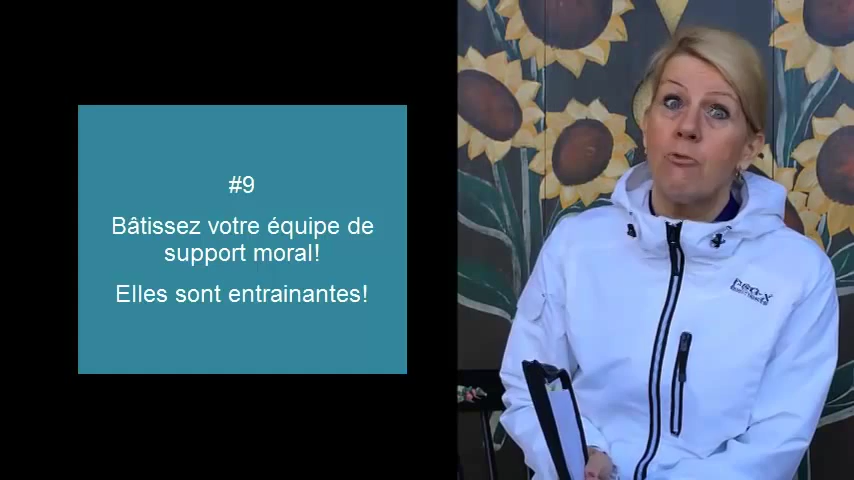 #9
Bâtissez votre équipe de
support moral!
Elles sont entrainantes!